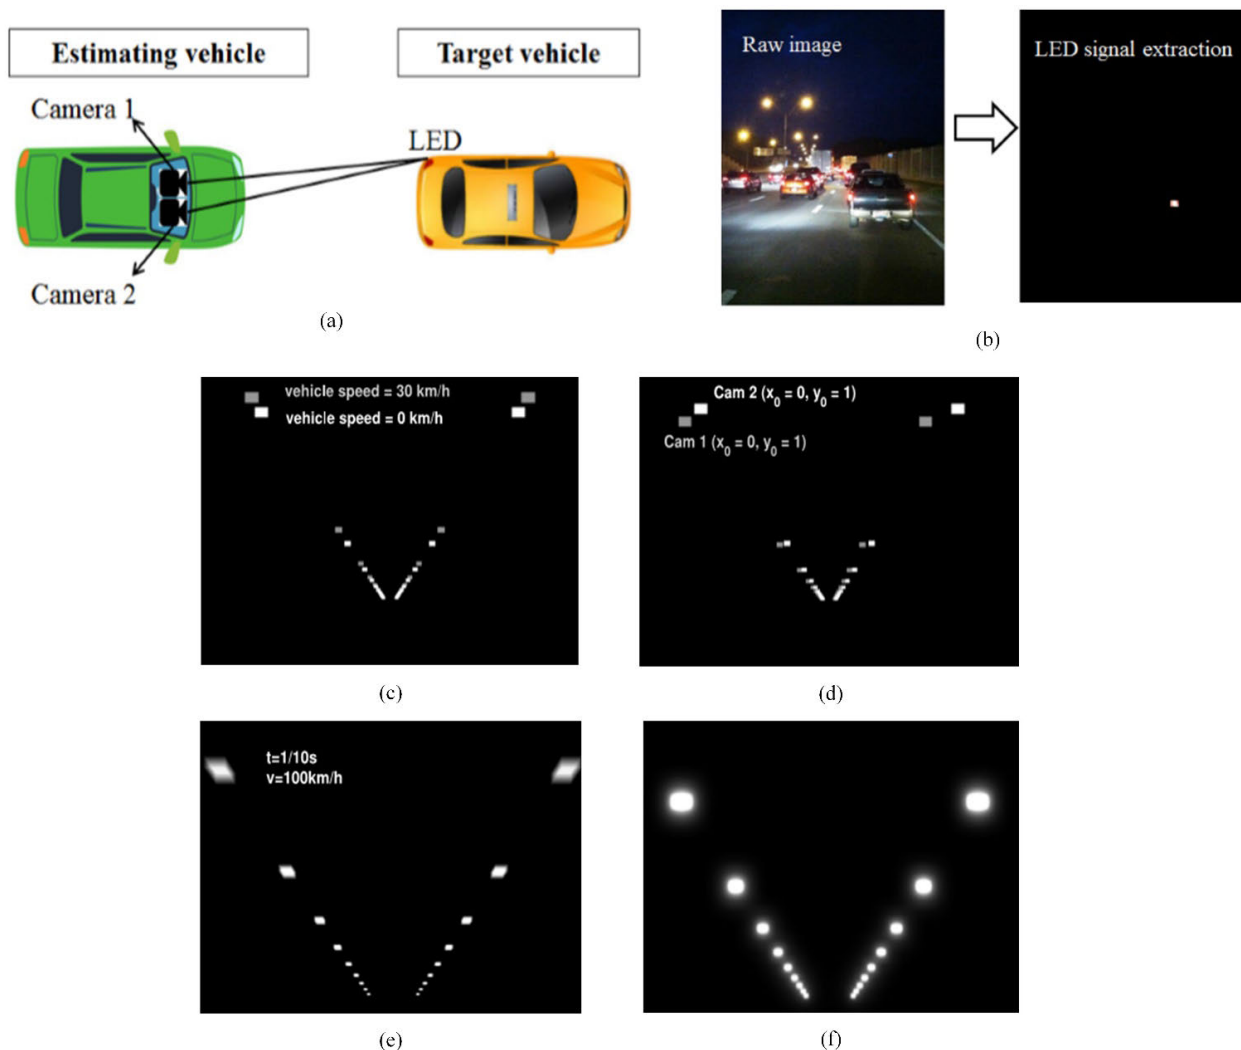 Estimating vehicle
Target vehicle
Camera 1
LED
Camera 2
(a)
Raw image
LED signal extraction
(b)
vehicle speed = 30 km/h
vehicle speed = 0 km/h
(c)
Cam 2 (x₀ = 0, y₀ = 1)
Cam 1 (x₀ = 0, y₀ = 1)
(d)
t=1/10s
v=100km/h
(e)
(f)